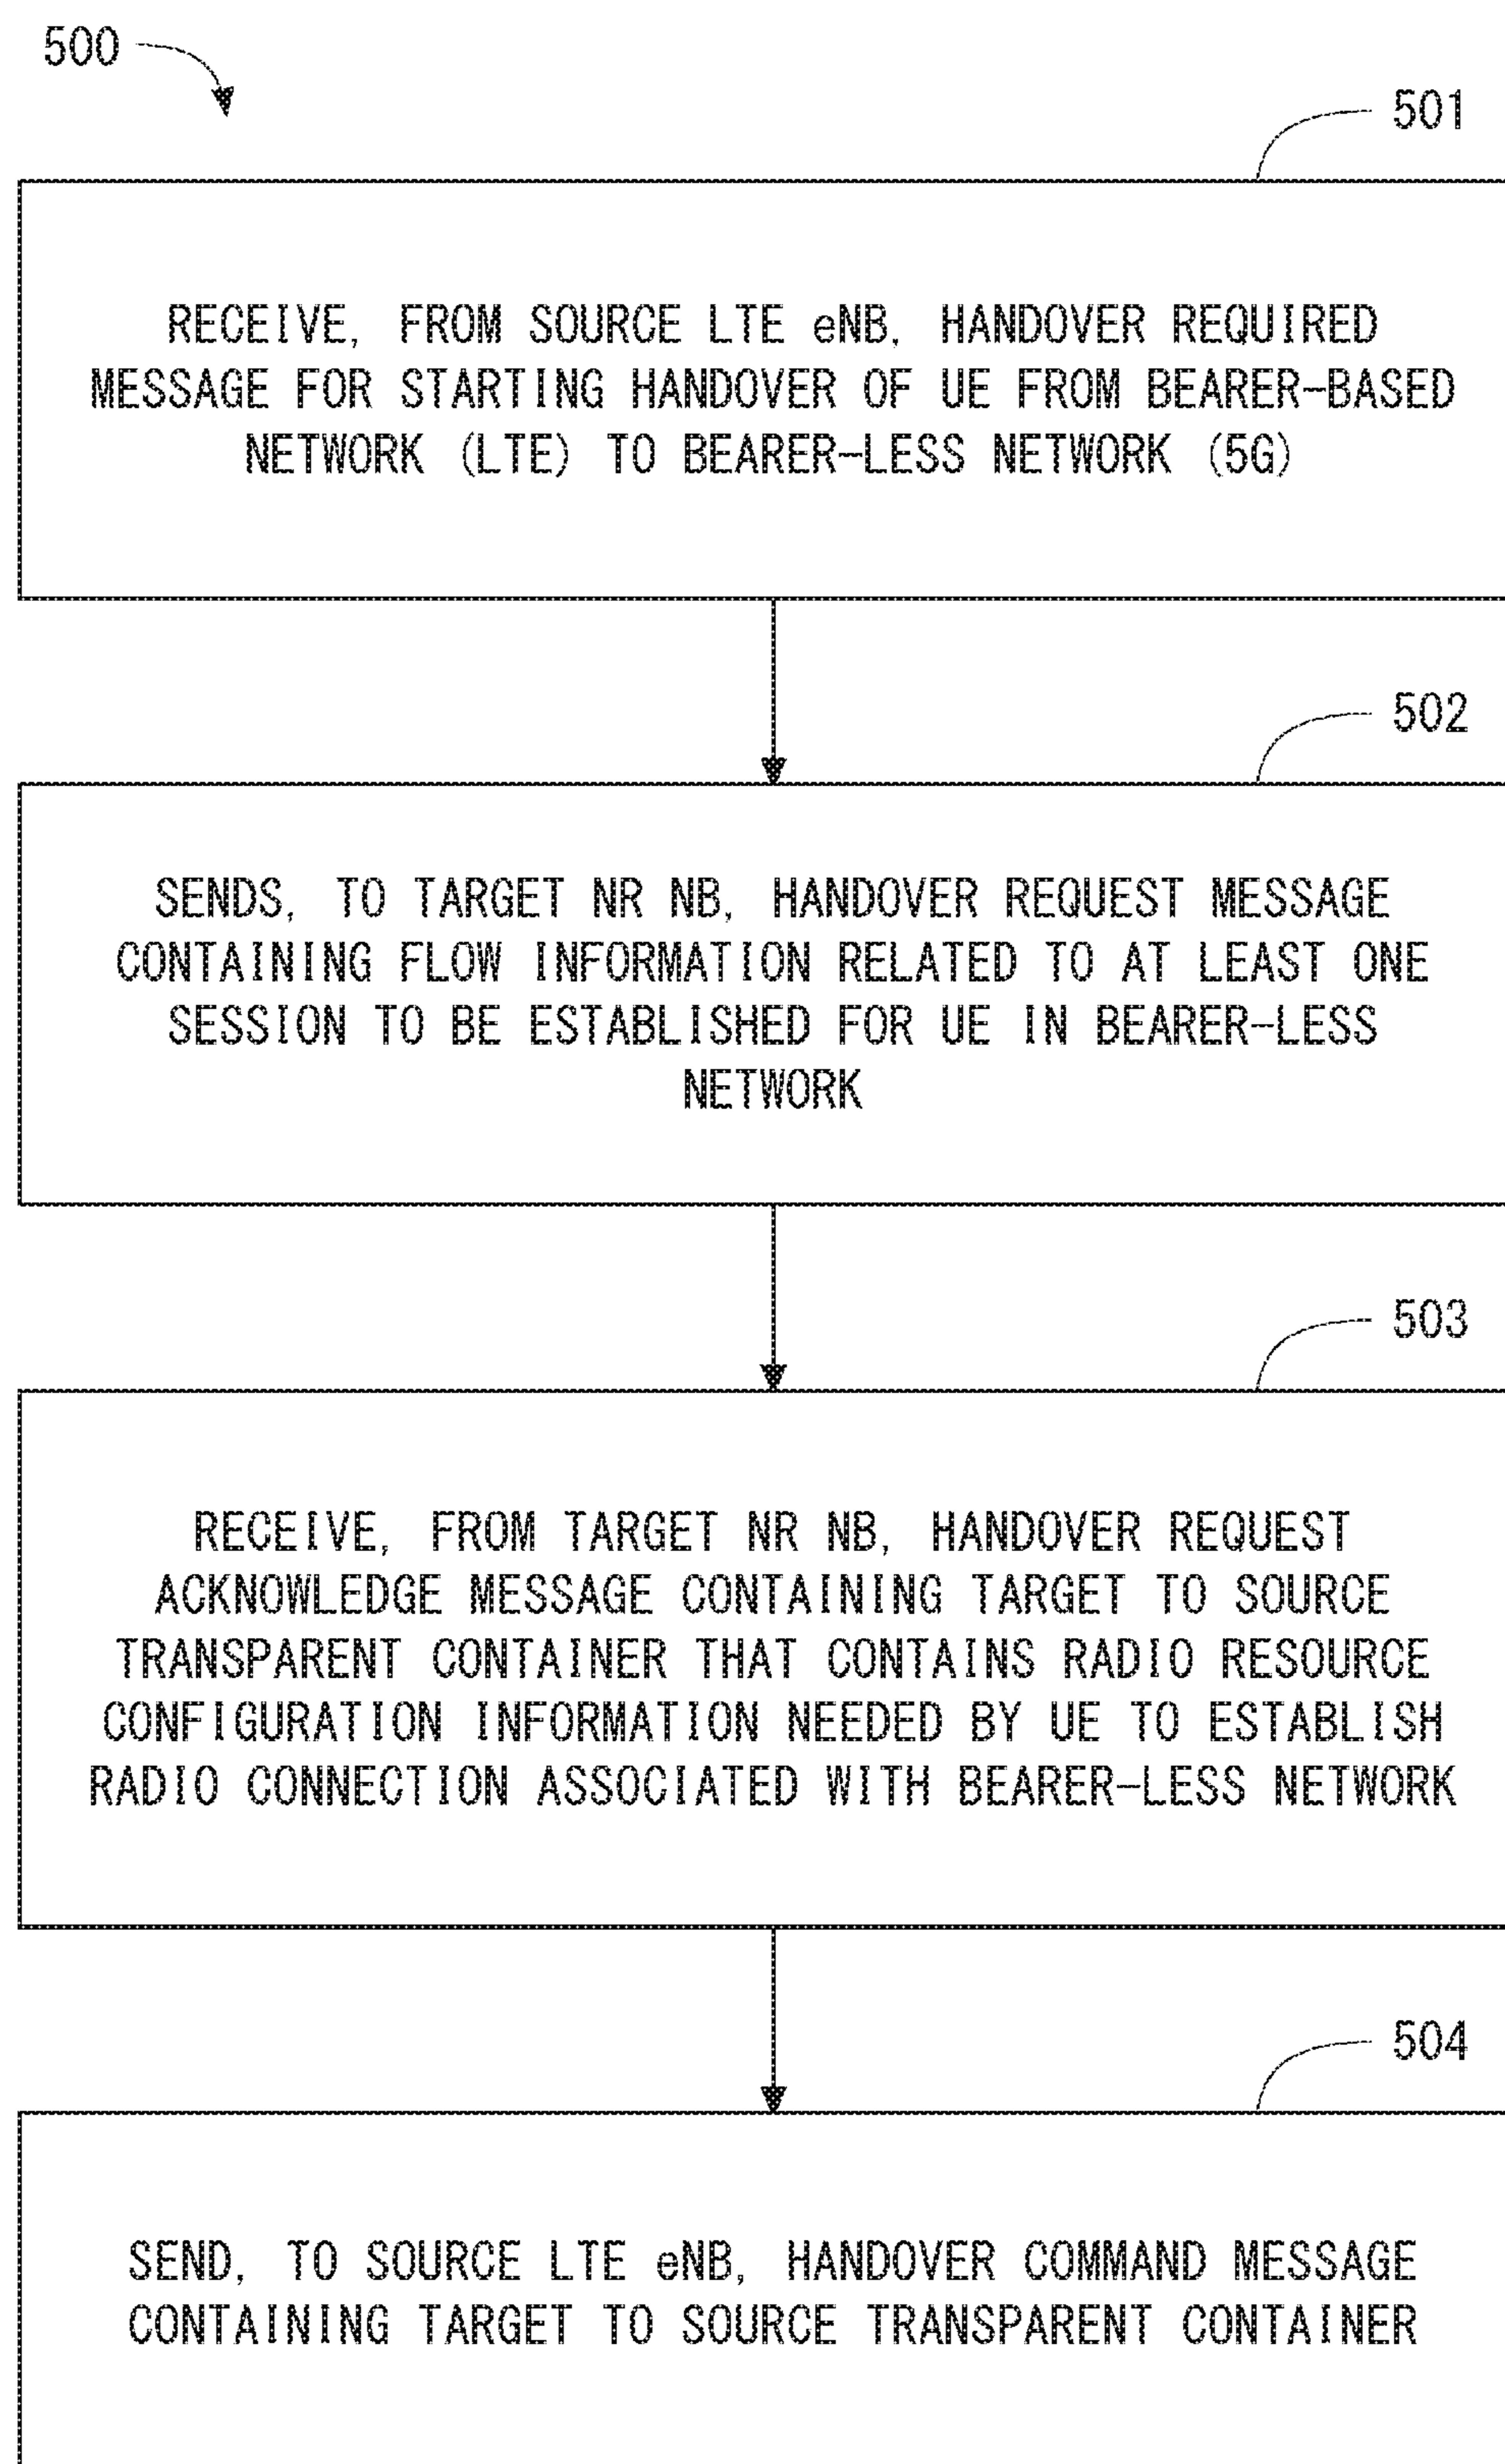 500
501
RECEIVE, FROM SOURCE LTE eNB, HANDOVER REQUIRED
MESSAGE FOR STARTING HANDOVER OF UE FROM BEARER-BASED
NETWORK (LTE) TO BEARER-LESS NETWORK (5G)
502
SENDS, TO TARGET NR NB, HANDOVER REQUEST MESSAGE
CONTAINING FLOW INFORMATION RELATED TO AT LEAST ONE
SESSION TO BE ESTABLISHED FOR UE IN BEARER-LESS
NETWORK
503
RECEIVE, FROM TARGET NR NB, HANDOVER REQUEST
ACKNOWLEDGE MESSAGE CONTAINING TARGET TO SOURCE
TRANSPARENT CONTAINER THAT CONTAINS RADIO RESOURCE
CONFIGURATION INFORMATION NEEDED BY UE TO ESTABLISH
RADIO CONNECTION ASSOCIATED WITH BEARER-LESS NETWORK
504
SEND, TO SOURCE LTE eNB, HANDOVER COMMAND MESSAGE
CONTAINING TARGET TO SOURCE TRANSPARENT CONTAINER